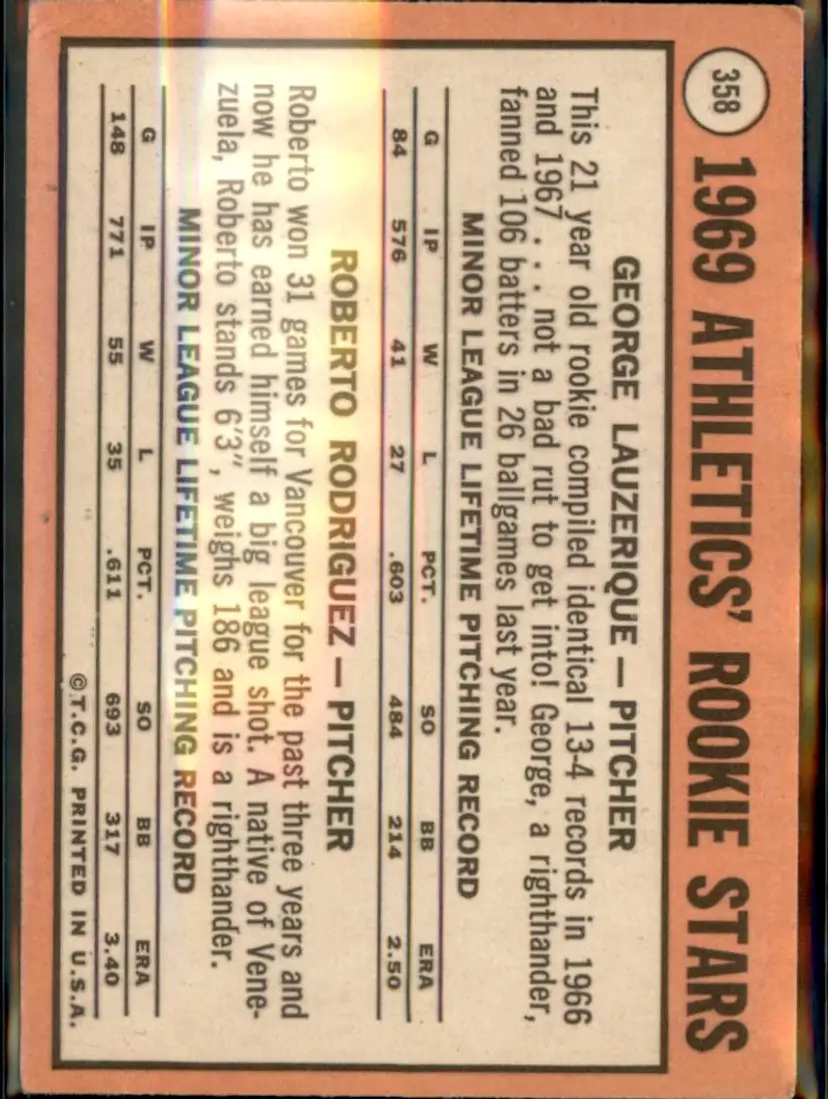 358
1969 ATHLETICS' ROOKIE STARS
GEORGE LAUZERIQUE — PITCHER
This 21 year old rookie compiled identical 13-4 records in 1966
and 1967 . . . not a bad rut to get into! George, a righthander,
fanned 106 batters in 26 ballgames last year.
MINOR LEAGUE LIFETIME PITCHING RECORD
G IP W L PCT. SO BB ERA
84 576 41 27 .603 484 214 2.50
ROBERTO RODRIGUEZ — PITCHER
Roberto won 31 games for Vancouver for the past three years and
now he has earned himself a big league shot. A native of Vene-
zuela, Roberto stands 6'3", weighs 186 and is a righthander.
MINOR LEAGUE LIFETIME PITCHING RECORD
G IP W L PCT. SO BB ERA
148 771 55 35 .611 693 317 3.40
©T.C.G. PRINTED IN U.S.A.